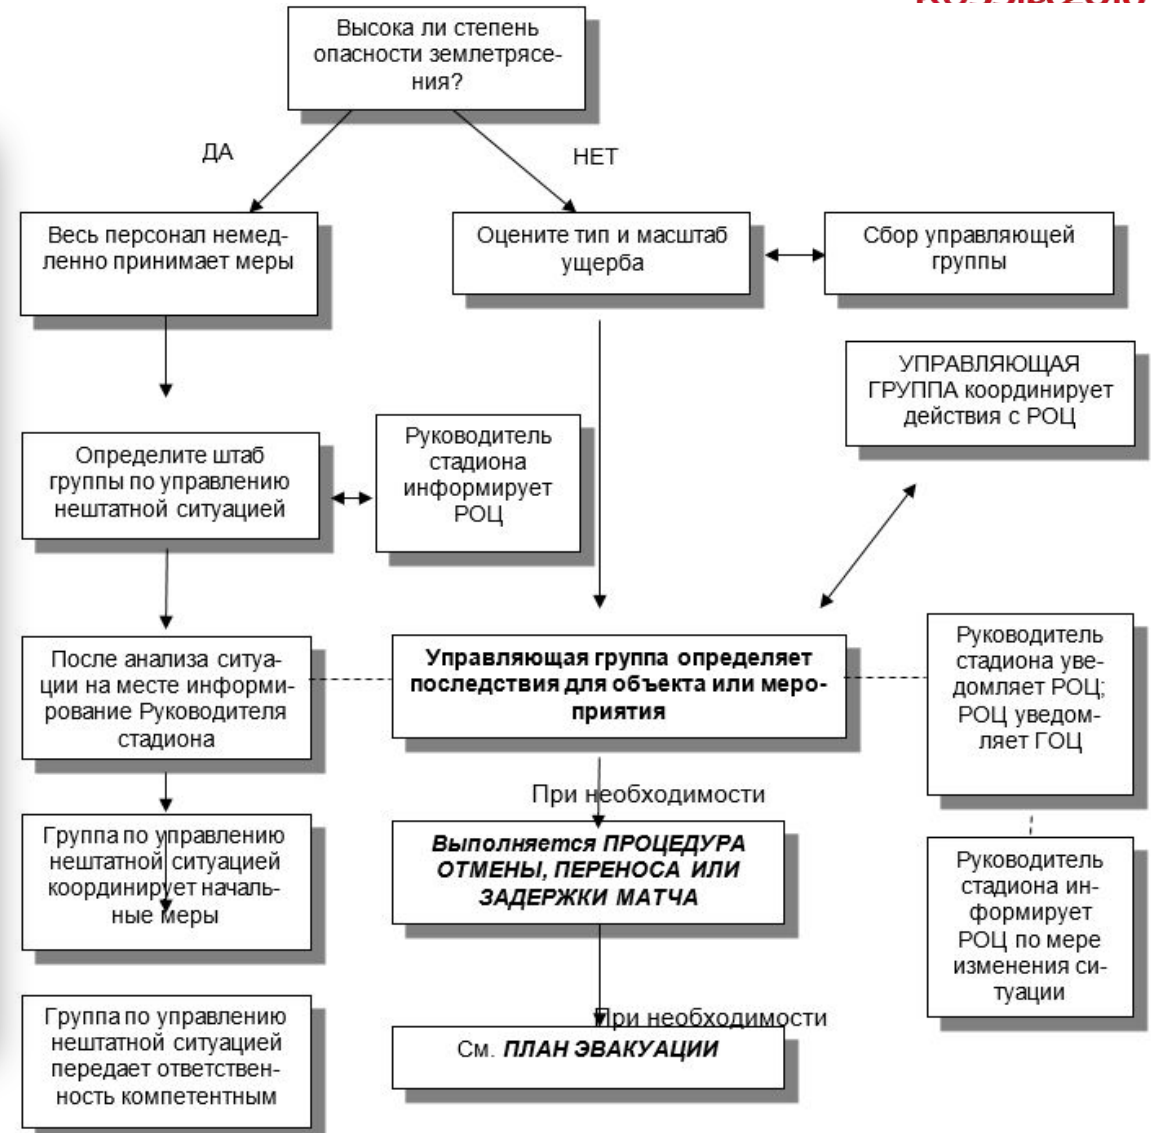 Высока ли степень
опасности землетрясе-
ния?
ДА
НЕТ
Весь персонал немед-
ленно принимает меры
Оцените тип и масштаб
ущерба
Сбор управляющей
группы
УПРАВЛЯЮЩАЯ
ГРУППА координирует
действия с РОЦ
Определите штаб
группы по управлению
нештатной ситуацией
Руководитель
стадиона
информирует
РОЦ
После анализа ситуа-
ции на месте информи-
рование Руководителя
стадиона
Управляющая группа определяет
последствия для объекта или меро-
приятия
Руководитель
стадиона уве-
домляет РОЦ;
РОЦ уведом-
ляет ГОЦ
При необходимости
Группа по управлению
нештатной ситуацией
координирует началь-
ные меры
Выполняется ПРОЦЕДУРА
ОТМЕНЫ, ПЕРЕНОСА ИЛИ
ЗАДЕРЖКИ МАТЧА
Руководитель
стадиона ин-
формирует
РОЦ по мере
изменения си-
туации
При необходимости
Группа по управлению
нештатной ситуацией
передает ответствен-
ность компетентным
См. ПЛАН ЭВАКУАЦИИ